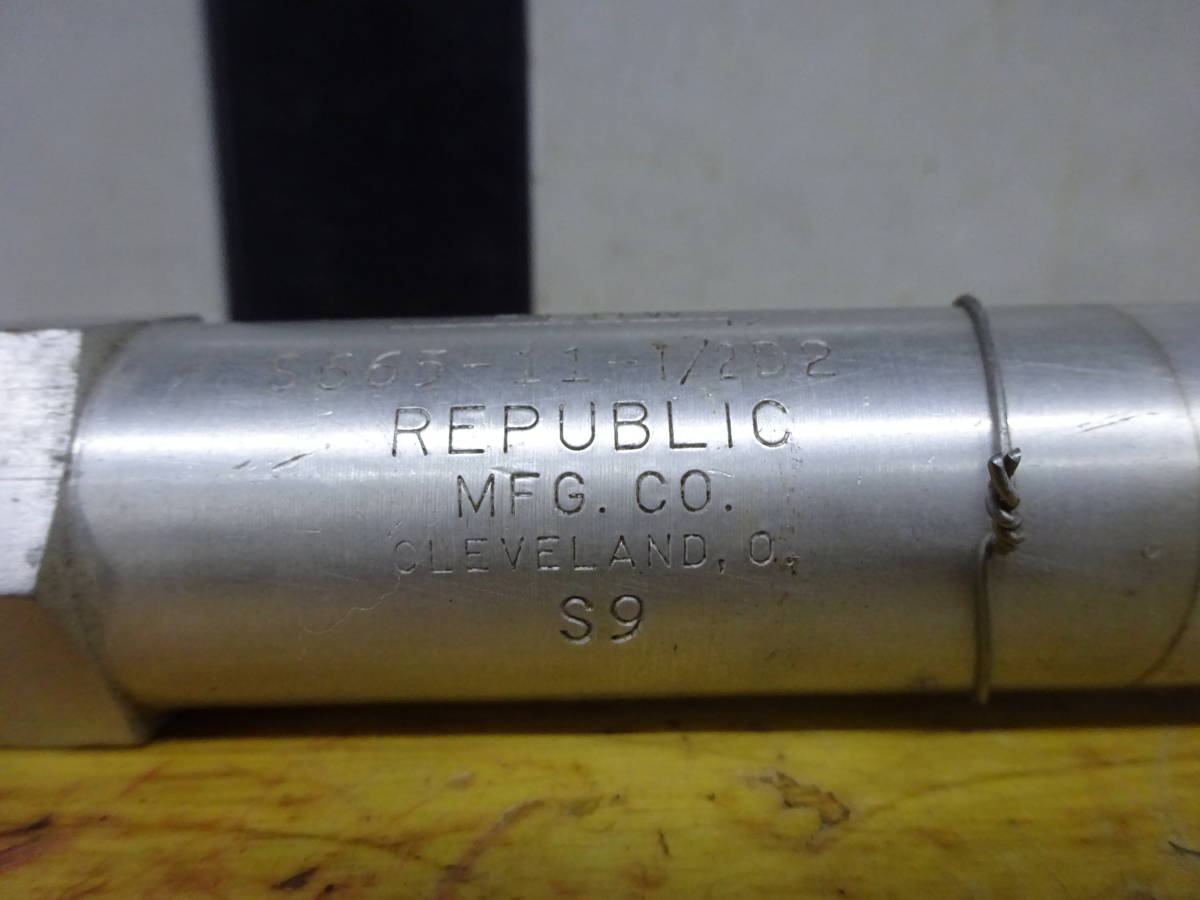 S665-11-1/2D2
REPUBLIC
MFG. CO.
CLEVELAND, O.
S9